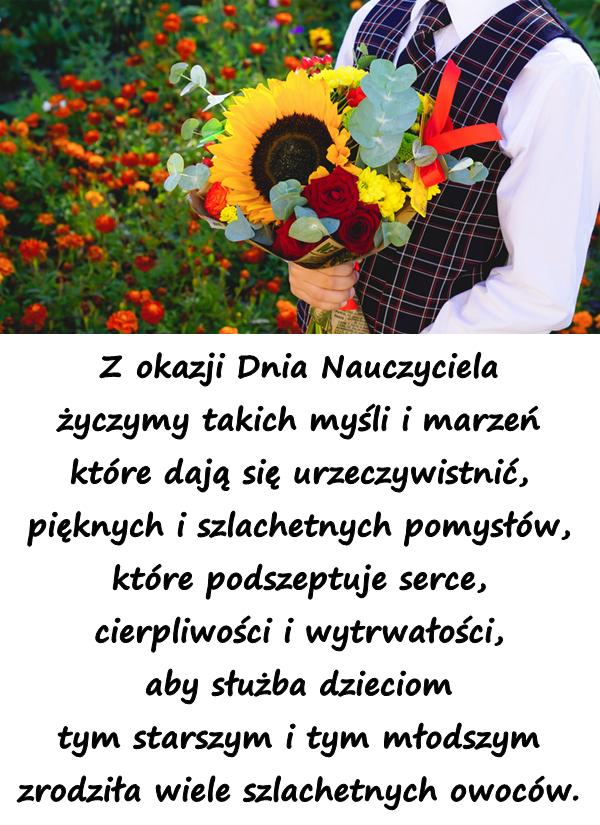 Z okazji Dnia Nauczyciela
życzymy takich myśli i marzeń
które dają się urzeczywistnić,
pięknych i szlachetnych pomysłów,
które podszeptuje serce,
cierpliwości i wytrwałości,
aby służba dzieciom
tym starszym i tym młodszym
zrodziła wiele szlachetnych owoców.